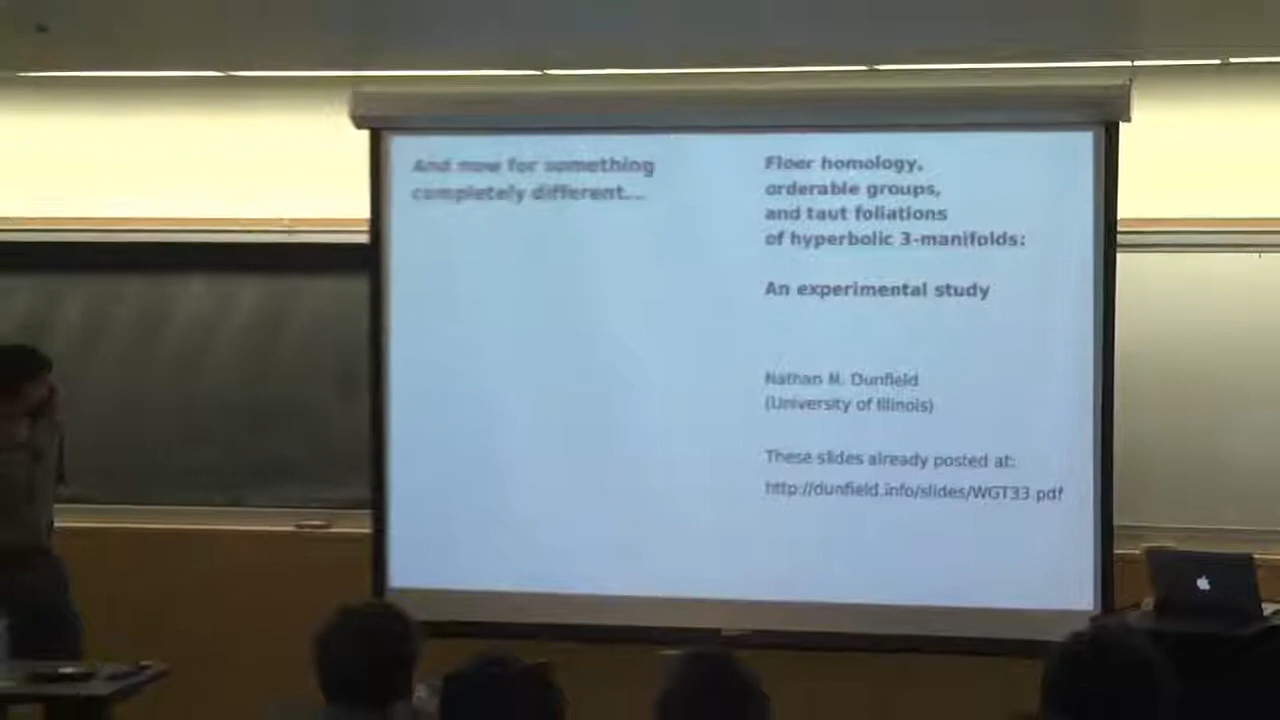 And now for something
completely different...
Floer homology,
orderable groups,
and taut foliations
of hyperbolic 3-manifolds:
An experimental study
Nathan M. Dunfield
(University of Illinois)
These slides already posted at:
http://dunfield.info/slides/WGT33.pdf